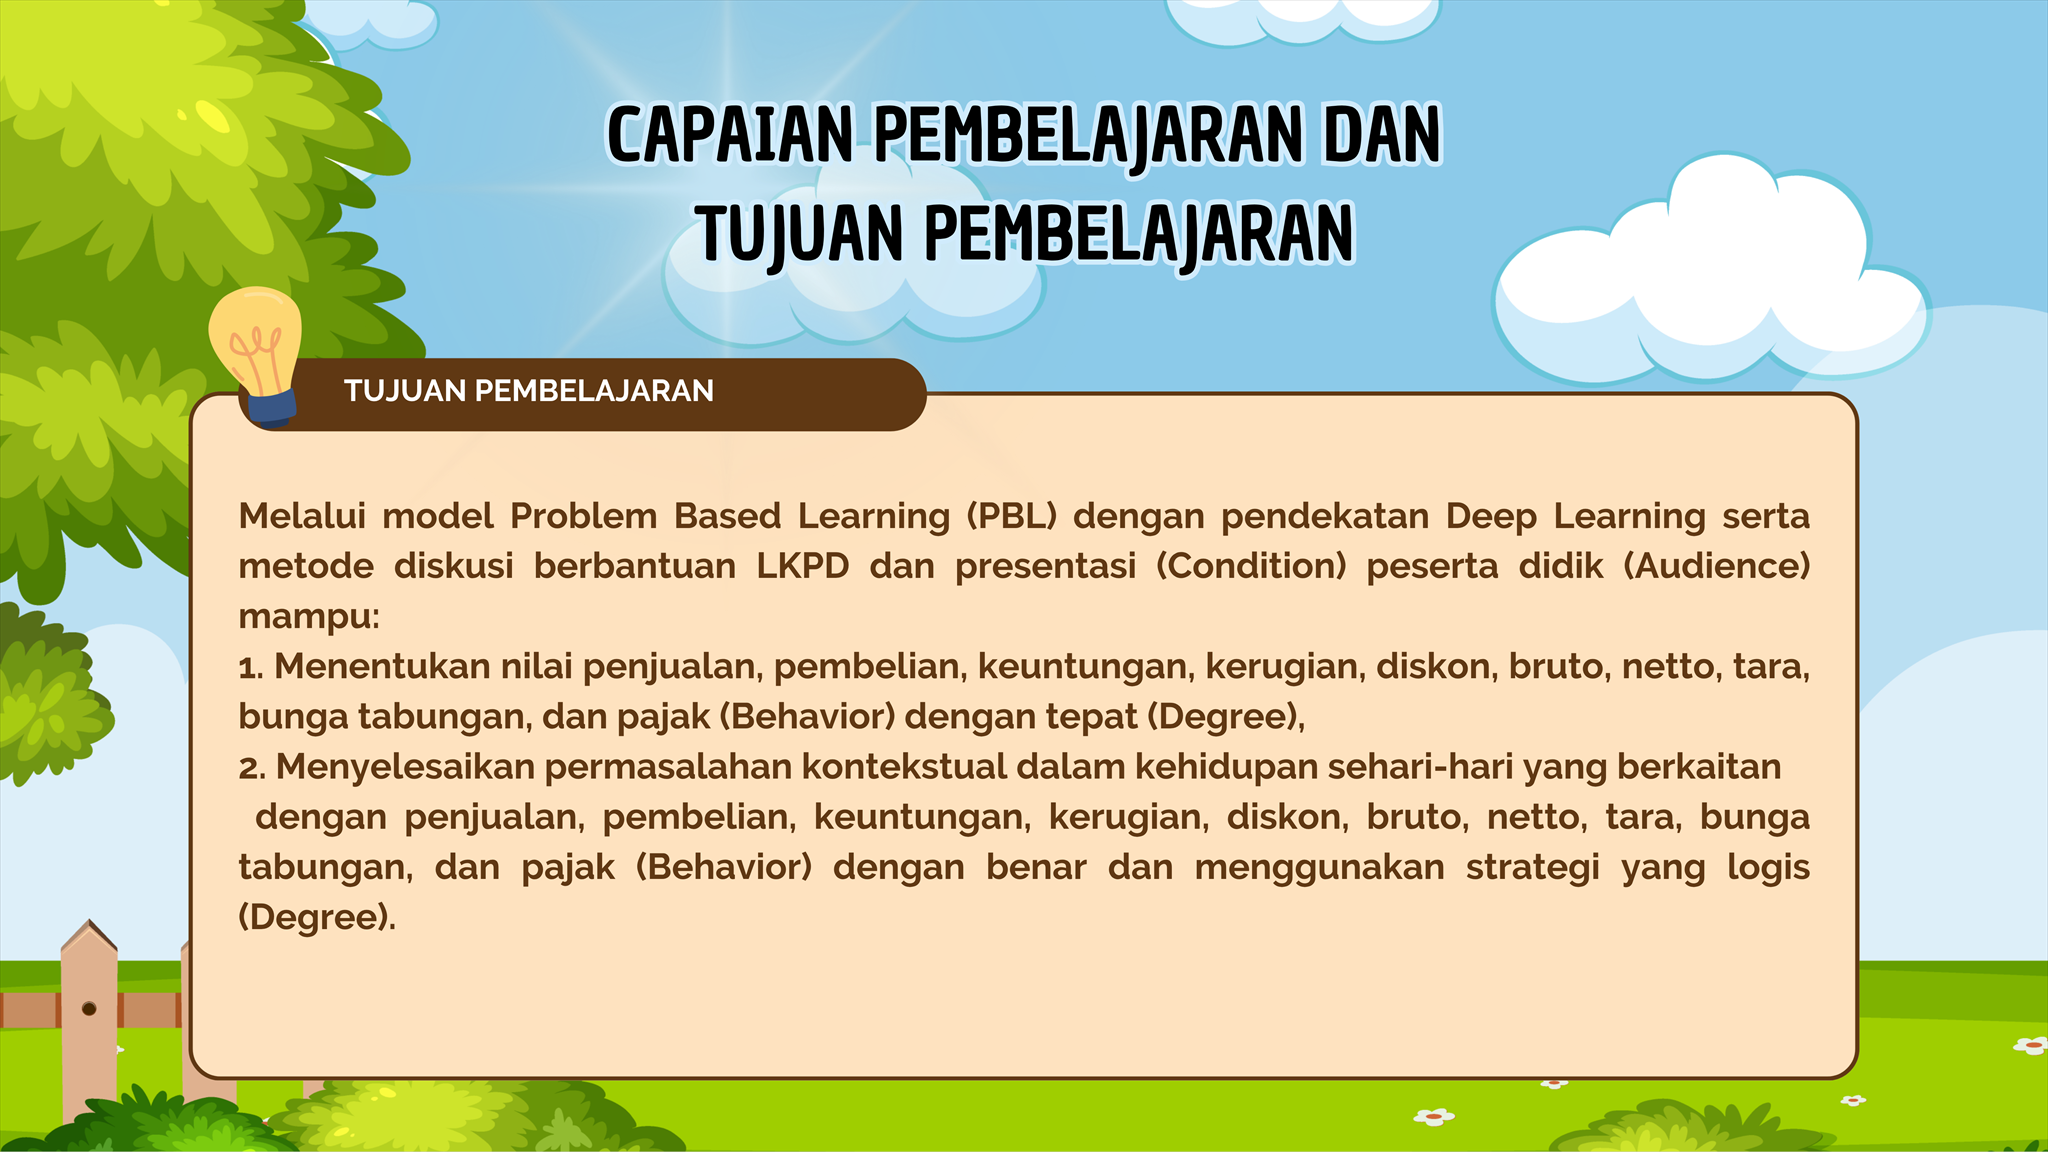 CAPAIAN PEMBELAJARAN DAN
TUJUAN PEMBELAJARAN
TUJUAN PEMBELAJARAN
Melalui model Problem Based Learning (PBL) dengan pendekatan Deep Learning serta
metode diskusi berbantuan LKPD dan presentasi (Condition) peserta didik (Audience)
mampu:
1. Menentukan nilai penjualan, pembelian, keuntungan, kerugian, diskon, bruto, netto, tara,
bunga tabungan, dan pajak (Behavior) dengan tepat (Degree),
2. Menyelesaikan permasalahan kontekstual dalam kehidupan sehari-hari yang berkaitan
dengan penjualan, pembelian, keuntungan, kerugian, diskon, bruto, netto, tara, bunga
tabungan, dan pajak (Behavior) dengan benar dan menggunakan strategi yang logis
(Degree).